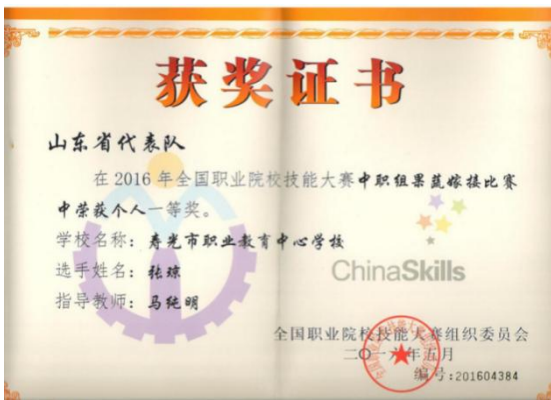 获奖证书
山东省代表队
在2016年全国职业院校技能大赛中职组果蔬嫁接比赛
中荣获个人一等奖。
学校名称：寿光市职业教育中心学校
选手姓名：张琼
指导教师：马纯明
ChinaSkills
全国职业院校技能大赛组织委员会
二〇一六年五月
编号:201604384